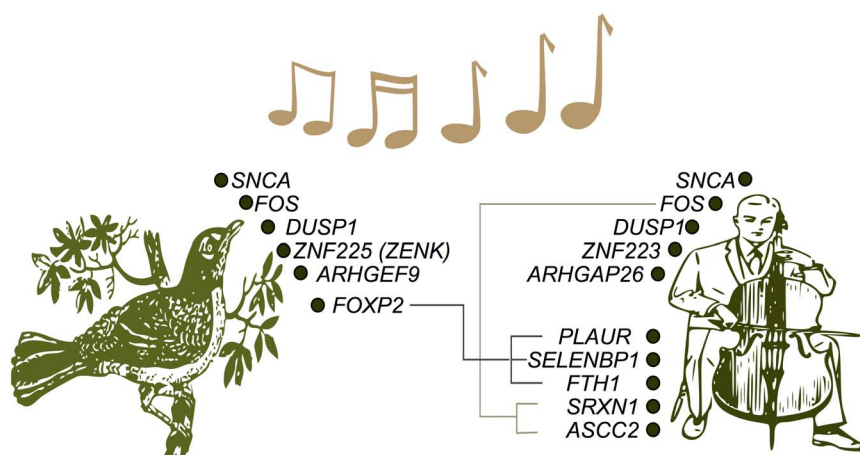 SNCA
FOS
DUSP1
ZNF225 (ZENK)
ARHGEF9
FOXP2
SNCA
FOS
DUSP1
ZNF223
ARHGAP26
PLAUR
SELENBP1
FTH1
SRXN1
ASCC2